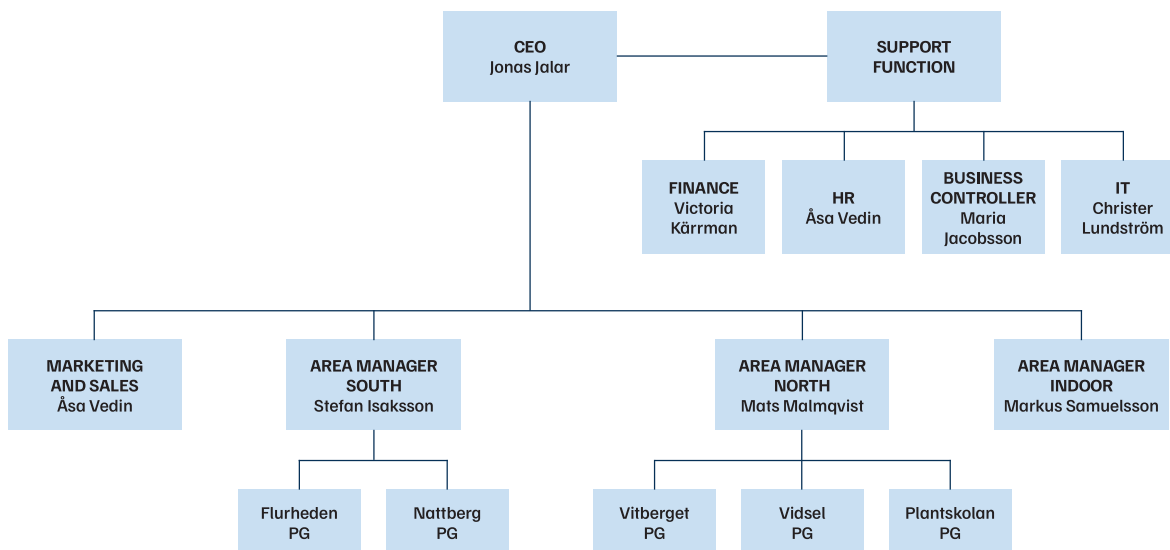 CEO
Jonas Jalar
SUPPORT
FUNCTION
FINANCE
Victoria
Kärrman
HR
Åsa Vedin
BUSINESS
CONTROLLER
Maria
Jacobsson
IT
Christer
Lundström
MARKETING
AND SALES
Åsa Vedin
AREA MANAGER
SOUTH
Stefan Isaksson
AREA MANAGER
NORTH
Mats Malmqvist
AREA MANAGER
INDOOR
Markus Samuelsson
Flurheden
PG
Nattberg
PG
Vitberget
PG
Vidsel
PG
Plantskolan
PG